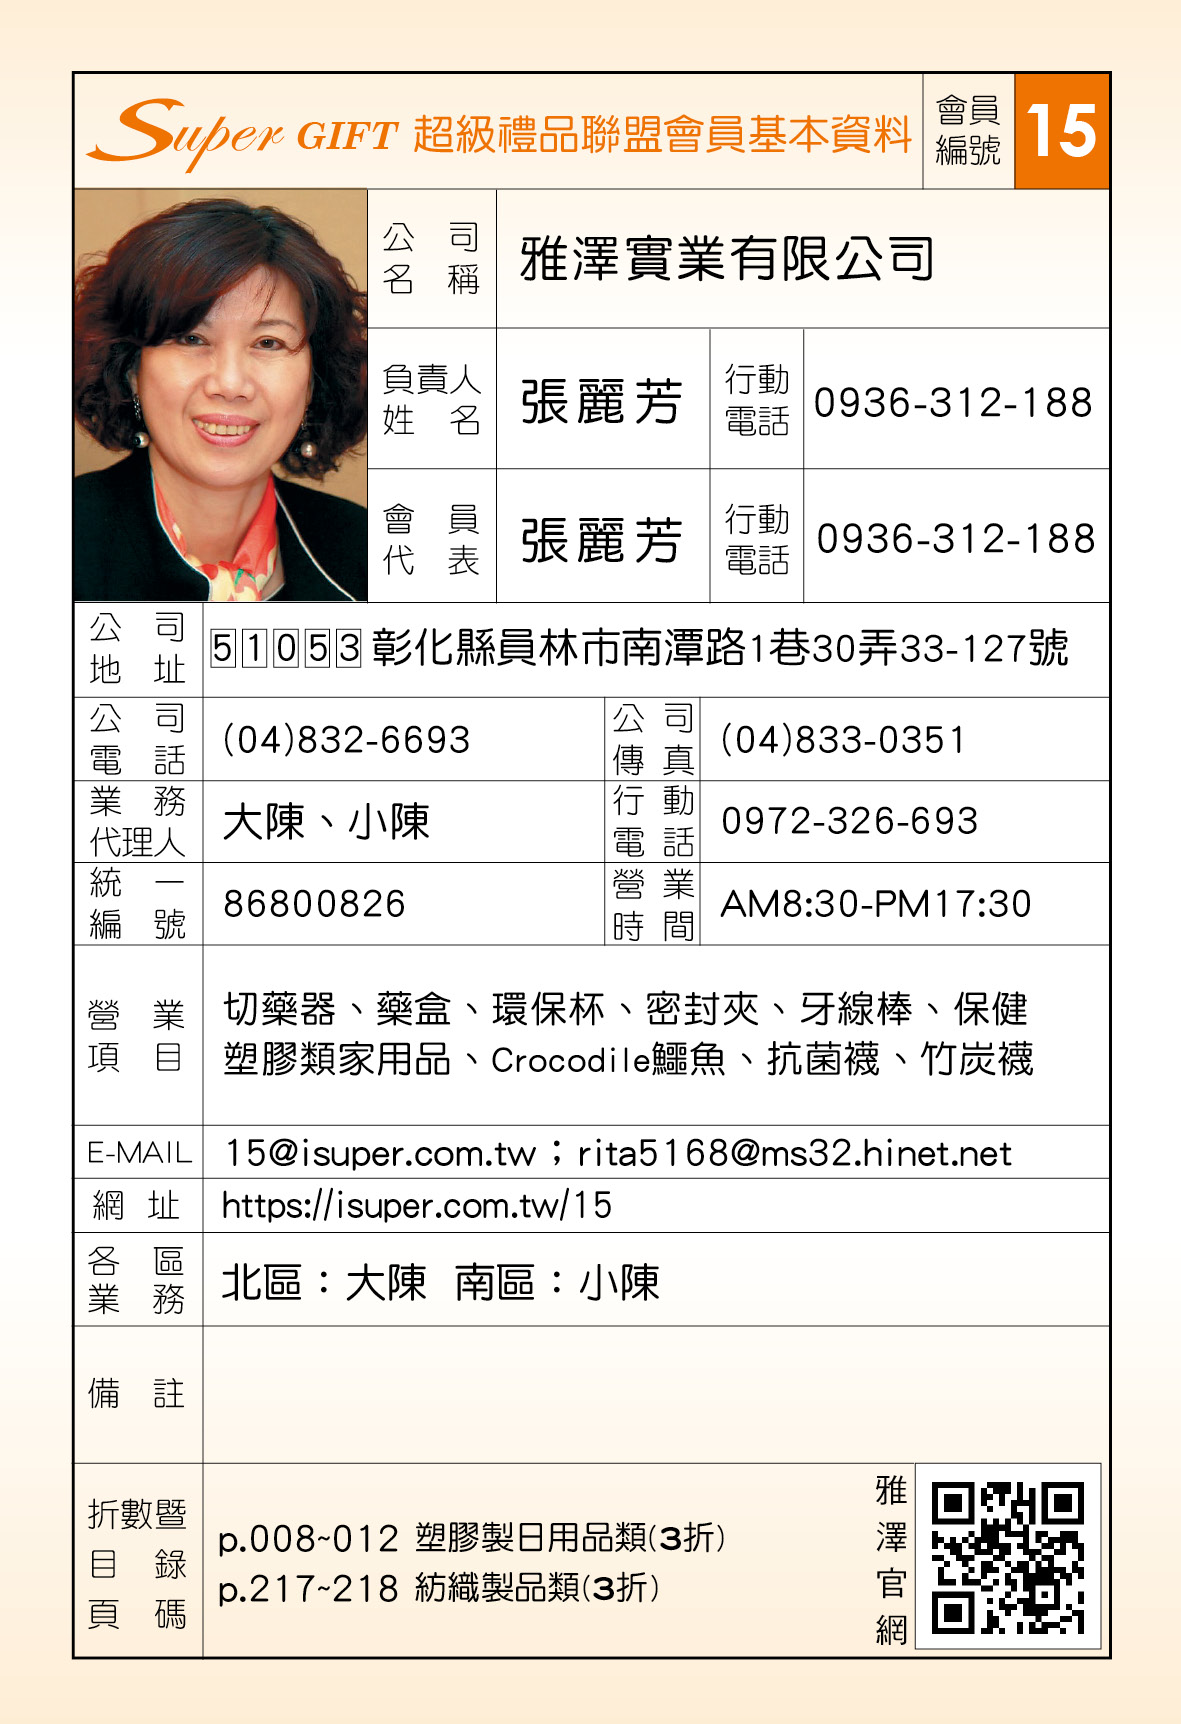 Super GIFT 超級禮品聯盟會員基本資料 會員編號 15
公司名稱 雅澤實業有限公司
負責人姓名 張麗芳 行動電話 0936-312-188
會員代表 張麗芳 行動電話 0936-312-188
公司地址 51053 彰化縣員林市南潭路1巷30弄33-127號
公司電話 (04)832-6693 公司傳真 (04)833-0351
業務代理人 大陳、小陳 行動電話 0972-326-693
統一編號 86800826 營業時間 AM8:30-PM17:30
營業項目 切藥器、藥盒、環保杯、密封夾、牙線棒、保健
塑膠類家用品、Crocodile鱷魚、抗菌襪、竹炭襪
E-MAIL 15@isuper.com.tw；rita5168@ms32.hinet.net
網址 https://isuper.com.tw/15
各區業務 北區：大陳 南區：小陳
備註
折數暨目錄頁碼 p.008~012 塑膠製日用品類(3折)
p.217~218 紡織製品類(3折)
雅澤官網